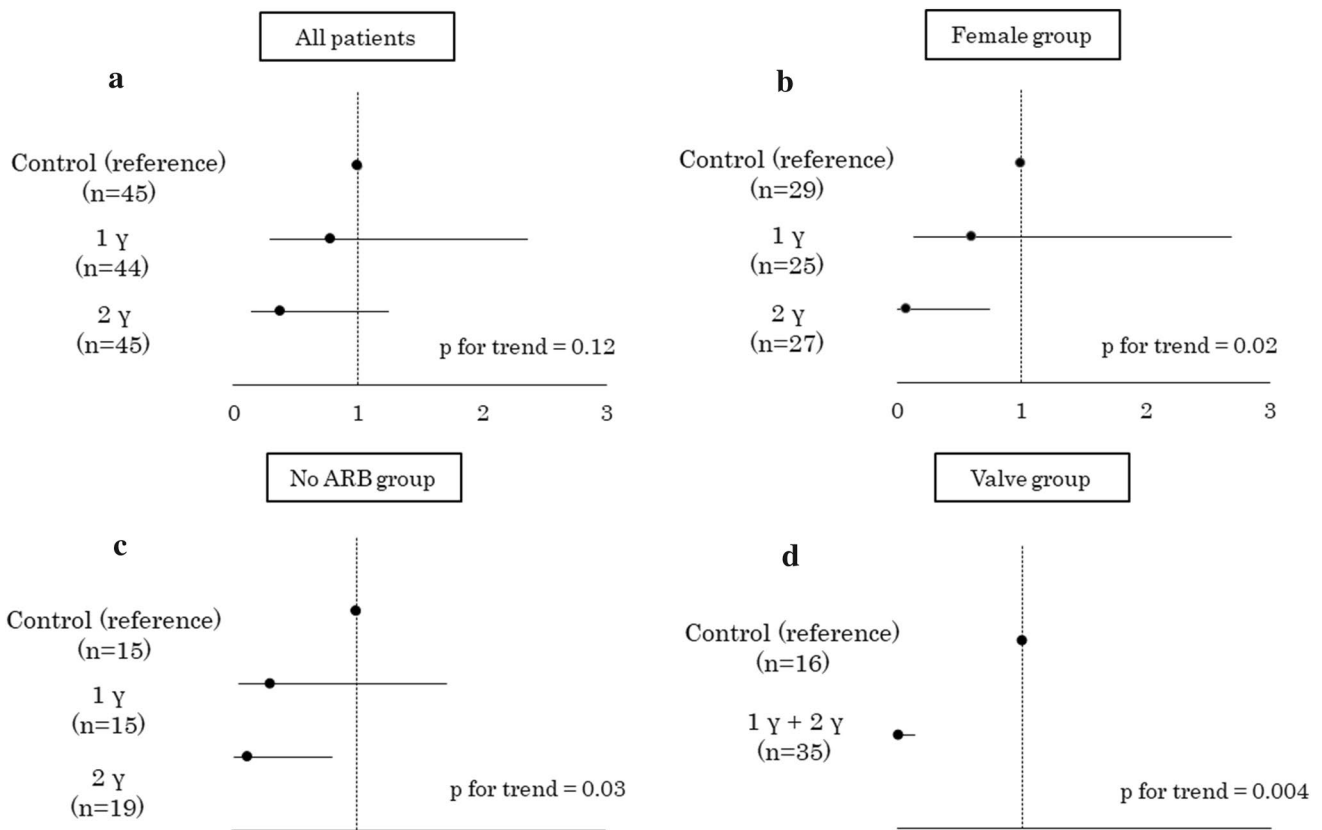 All patients
a
Control (reference)
(n=45)
1 γ
(n=44)
2 γ
(n=45)
p for trend = 0.12
0 1 2 3
Female group
b
Control (reference)
(n=29)
1 γ
(n=25)
2 γ
(n=27)
p for trend = 0.02
0 1 2 3
No ARB group
c
Control (reference)
(n=15)
1 γ
(n=15)
2 γ
(n=19)
p for trend = 0.03
Valve group
d
Control (reference)
(n=16)
1 γ + 2 γ
(n=35)
p for trend = 0.004